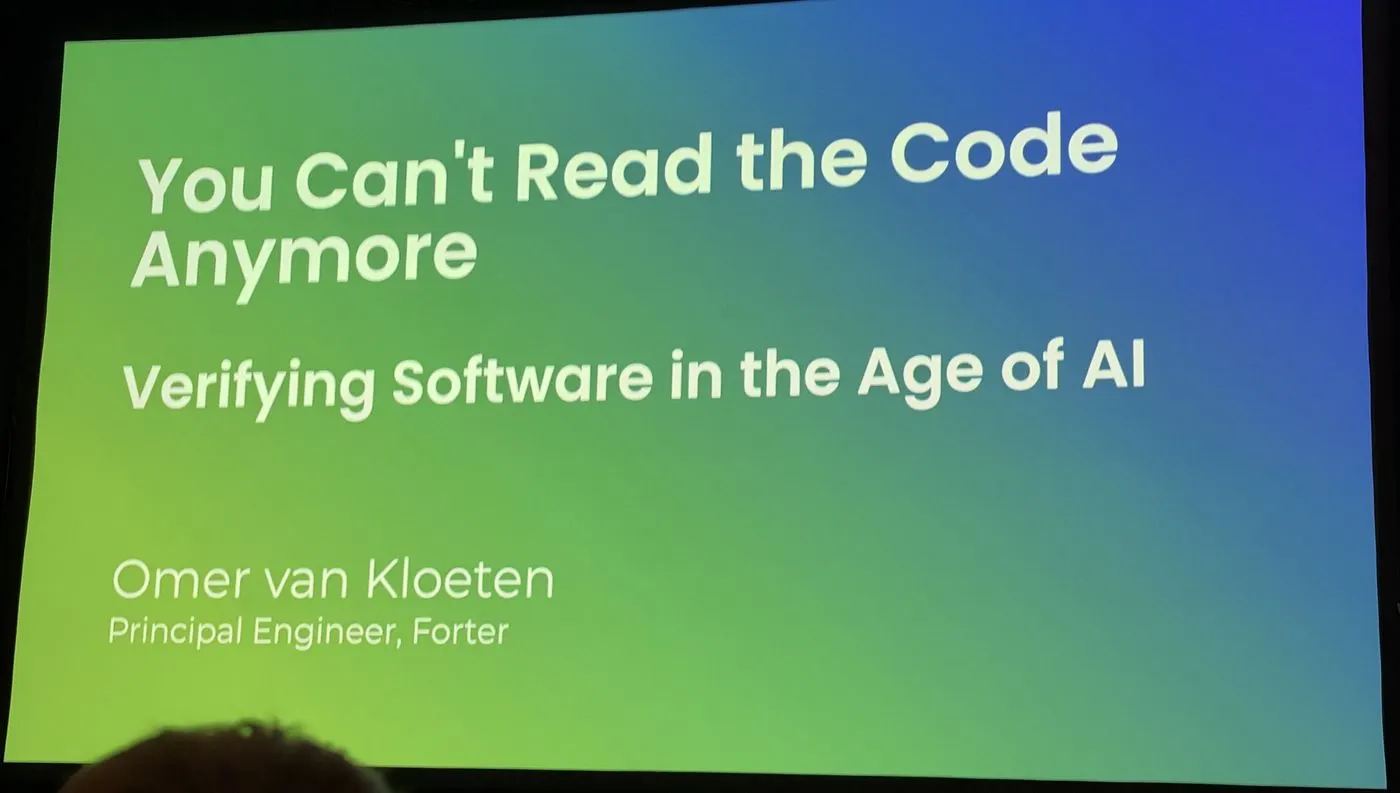 You Can't Read the Code
Anymore
Verifying Software in the Age of AI
Omer van Kloeten
Principal Engineer, Forter